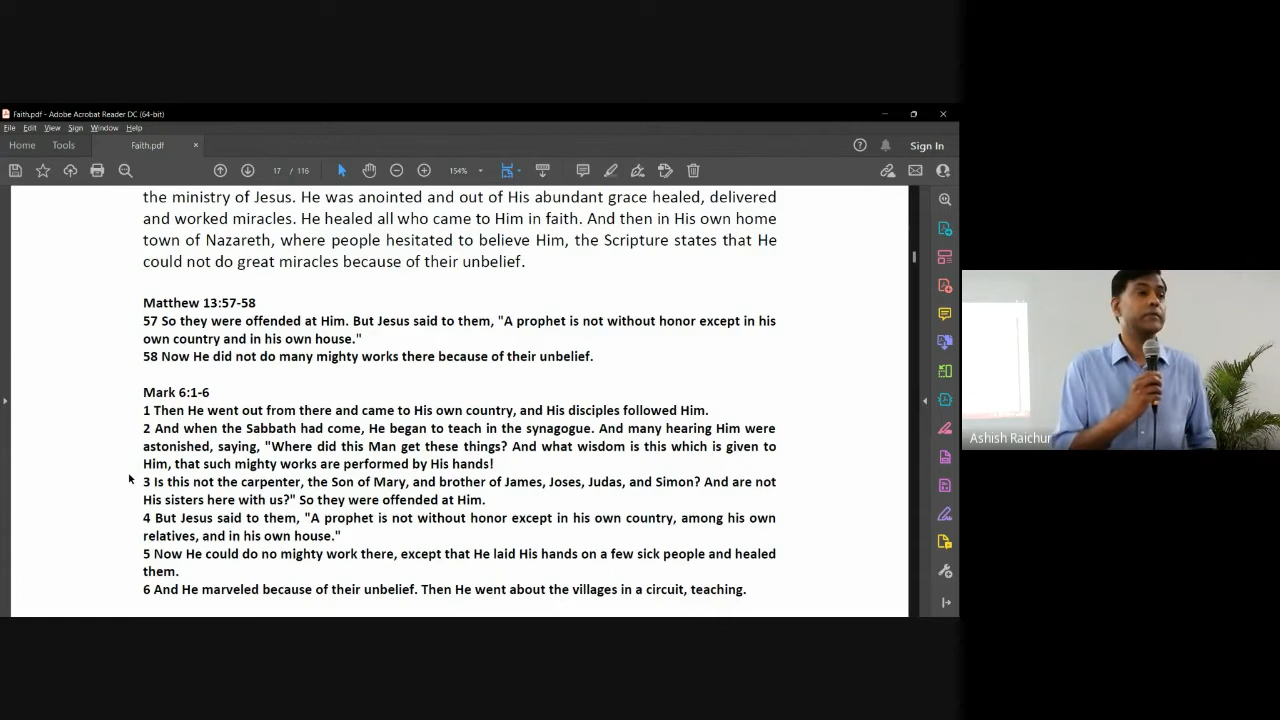 Faith.pdf - Adobe Acrobat Reader DC (64-bit)
File Edit View Sign Window Help
Home Tools Faith.pdf × Sign In
17 / 116 154%
the ministry of Jesus. He was anointed and out of His abundant grace healed, delivered
and worked miracles. He healed all who came to Him in faith. And then in His own home
town of Nazareth, where people hesitated to believe Him, the Scripture states that He
could not do great miracles because of their unbelief.
Matthew 13:57-58
57 So they were offended at Him. But Jesus said to them, "A prophet is not without honor except in his
own country and in his own house."
58 Now He did not do many mighty works there because of their unbelief.
Mark 6:1-6
1 Then He went out from there and came to His own country, and His disciples followed Him.
2 And when the Sabbath had come, He began to teach in the synagogue. And many hearing Him were
astonished, saying, "Where did this Man get these things? And what wisdom is this which is given to
Him, that such mighty works are performed by His hands!
3 Is this not the carpenter, the Son of Mary, and brother of James, Joses, Judas, and Simon? And are not
His sisters here with us?" So they were offended at Him.
4 But Jesus said to them, "A prophet is not without honor except in his own country, among his own
relatives, and in his own house."
5 Now He could do no mighty work there, except that He laid His hands on a few sick people and healed
them.
6 And He marveled because of their unbelief. Then He went about the villages in a circuit, teaching.
Ashish Raichur